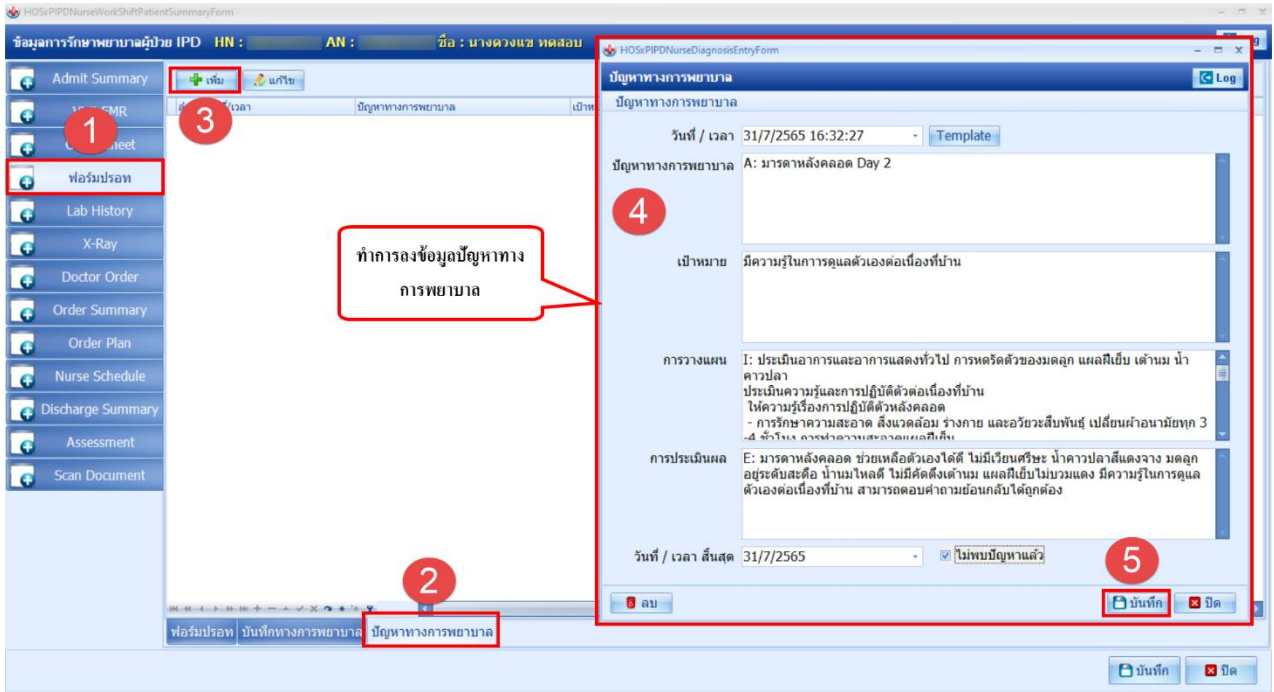 HOSxPIPDNurseWorkShiftPatientSummaryForm
ข้อมูลการรักษาพยาบาลผู้ป่วย IPD HN : AN : ชื่อ : นางดวงแข ทดสอบ
Admit Summary
EMR
1
ฟอร์มปรอท
Lab History
X-Ray
Doctor Order
Order Summary
Order Plan
Nurse Schedule
Discharge Summary
Assessment
Scan Document
เพิ่ม
แก้ไข
3
/เวลา
ปัญหาทางการพยาบาล
ทำการลงข้อมูลปัญหาทาง
การพยาบาล
2
ฟอร์มปรอท บันทึกทางการพยาบาล ปัญหาทางการพยาบาล
HOSxPIPDNurseDiagnosisEntryForm
ปัญหาทางการพยาบาล
Log
ปัญหาทางการพยาบาล
วันที่ / เวลา 31/7/2565 16:32:27 Template
ปัญหาทางการพยาบาล A: มารดาหลังคลอด Day 2
4
เป้าหมาย มีความรู้ในการดูแลตัวเองต่อเนื่องที่บ้าน
การวางแผน I: ประเมินอาการและอาการแสดงทั่วไป การหดรัดตัวของมดลูก แผลฝีเย็บ เต้านม น้ำ
คาวปลา
ประเมินความรู้และการปฏิบัติตัวต่อเนื่องที่บ้าน
ให้ความรู้เรื่องการปฏิบัติตัวหลังคลอด
- การรักษาความสะอาด สิ่งแวดล้อม ร่างกาย และอวัยวะสืบพันธุ์ เปลี่ยนผ้าอนามัยทุก 3
-4 ชั่วโมง การทำความสะอาดแผลฝีเย็บ
การประเมินผล E: มารดาหลังคลอด ช่วยเหลือตัวเองได้ดี ไม่มีเวียนศรีษะ น้ำคาวปลาสีแดงจาง มดลูก
อยู่ระดับสะดือ น้ำนมไหลดี ไม่มีคัดตึงเต้านม แผลฝีเย็บไม่บวมแดง มีความรู้ในการดูแล
ตัวเองต่อเนื่องที่บ้าน สามารถตอบคำถามย้อนกลับได้ถูกต้อง
วันที่ / เวลา สิ้นสุด 31/7/2565 ไม่พบปัญหาแล้ว
5
ลบ บันทึก ปิด
บันทึก ปิด